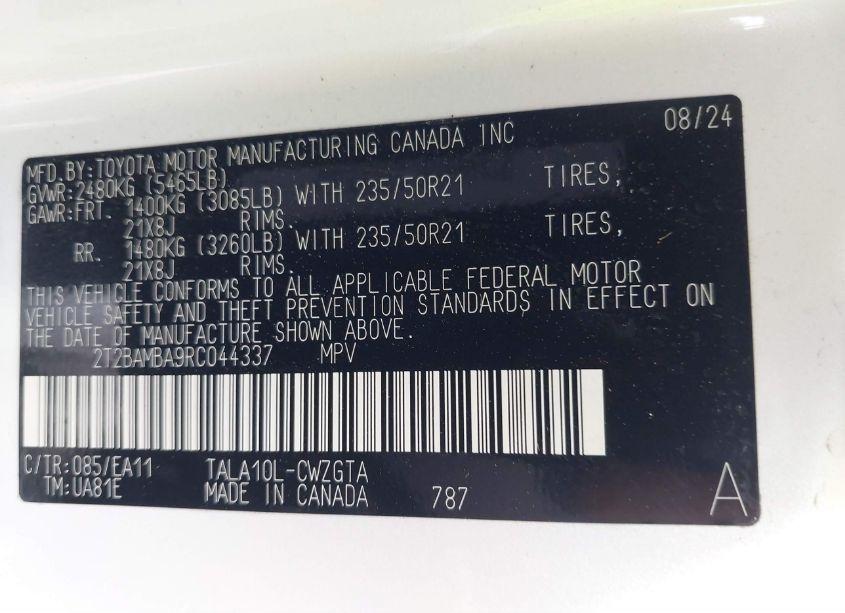 MFD.BY:TOYOTA MOTOR MANUFACTURING CANADA INC 08/24
GVWR:2480KG (5465LB)
GAWR:FRT. 1400KG (3085LB) WITH 235/50R21 TIRES,
21X8J RIMS.
RR. 1480KG (3260LB) WITH 235/50R21 TIRES,
21X8J RIMS.
THIS VEHICLE CONFORMS TO ALL APPLICABLE FEDERAL MOTOR
VEHICLE SAFETY AND THEFT PREVENTION STANDARDS IN EFFECT ON
THE DATE OF MANUFACTURE SHOWN ABOVE.
2T2BAMBA9RC044337 MPV
C/TR:085/EA11 TALA10L-CWZGTA
TM:UA81E MADE IN CANADA 787 A